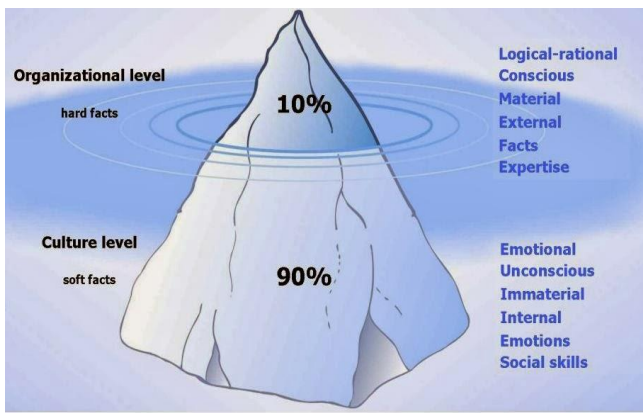 Organizational level
hard facts
10%
Logical-rational
Conscious
Material
External
Facts
Expertise
Culture level
soft facts
90%
Emotional
Unconscious
Immaterial
Internal
Emotions
Social skills